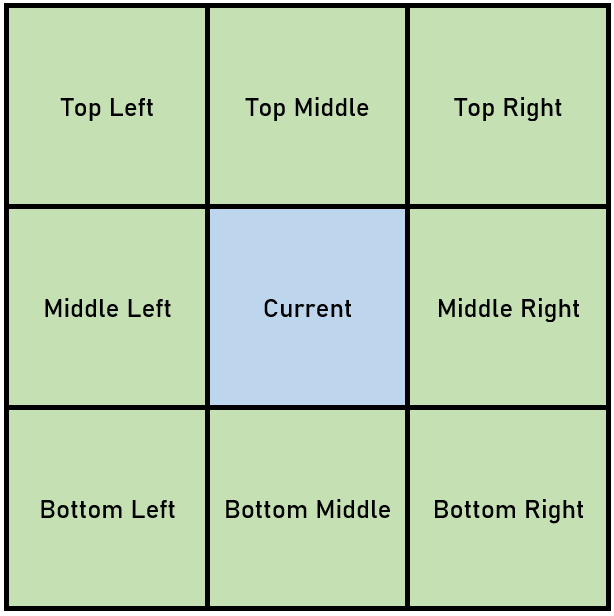 Top Left
Top Middle
Top Right
Middle Left
Current
Middle Right
Bottom Left
Bottom Middle
Bottom Right